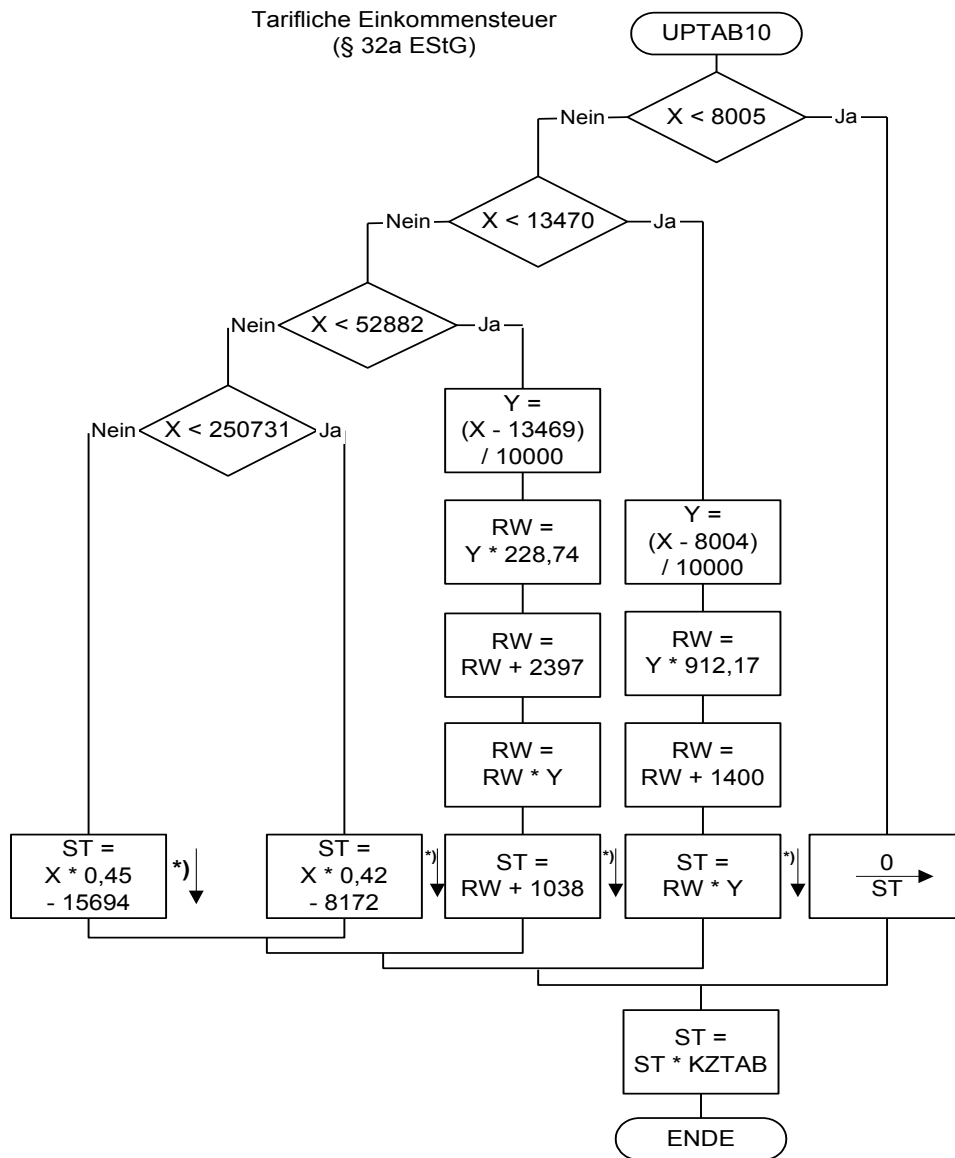 Tarifliche Einkommensteuer
(§ 32a EStG)
UPTAB10
X < 8005
Nein
Ja
X < 13470
Nein
Ja
X < 52882
Nein
Ja
X < 250731
Nein
Ja
Y =
(X - 13469)
/ 10000
RW =
Y * 228,74
RW =
RW + 2397
RW =
RW * Y
Y =
(X - 8004)
/ 10000
RW =
Y * 912,17
RW =
RW + 1400
ST =
X * 0,45
- 15694
*)
ST =
X * 0,42
- 8172
*)
ST =
RW + 1038
*)
ST =
RW * Y
*)
0
ST
ST =
ST * KZTAB
ENDE